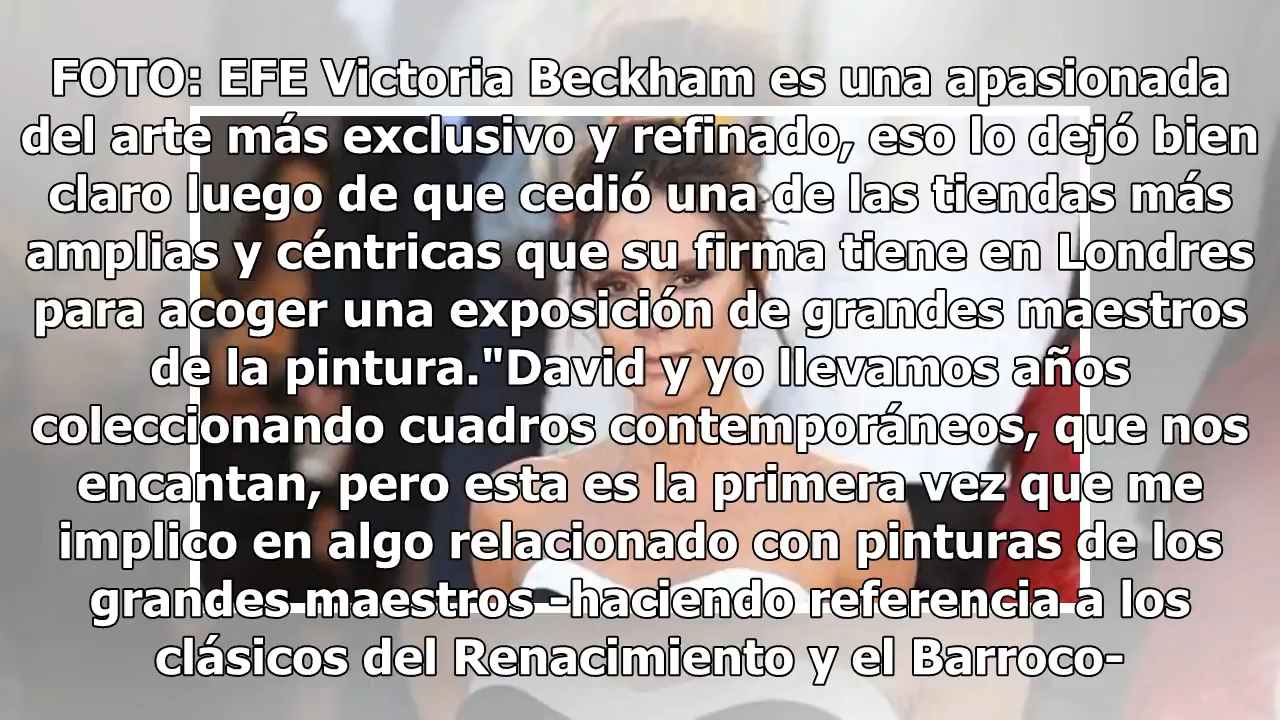 FOTO: EFE Victoria Beckham es una apasionada
del arte más exclusivo y refinado, eso lo dejó bien
claro luego de que cedió una de las tiendas más
amplias y céntricas que su firma tiene en Londres
para acoger una exposición de grandes maestros
de la pintura."David y yo llevamos años
coleccionando cuadros contemporáneos, que nos
encantan, pero esta es la primera vez que me
implico en algo relacionado con pinturas de los
grandes maestros -haciendo referencia a los
clásicos del Renacimiento y el Barroco-